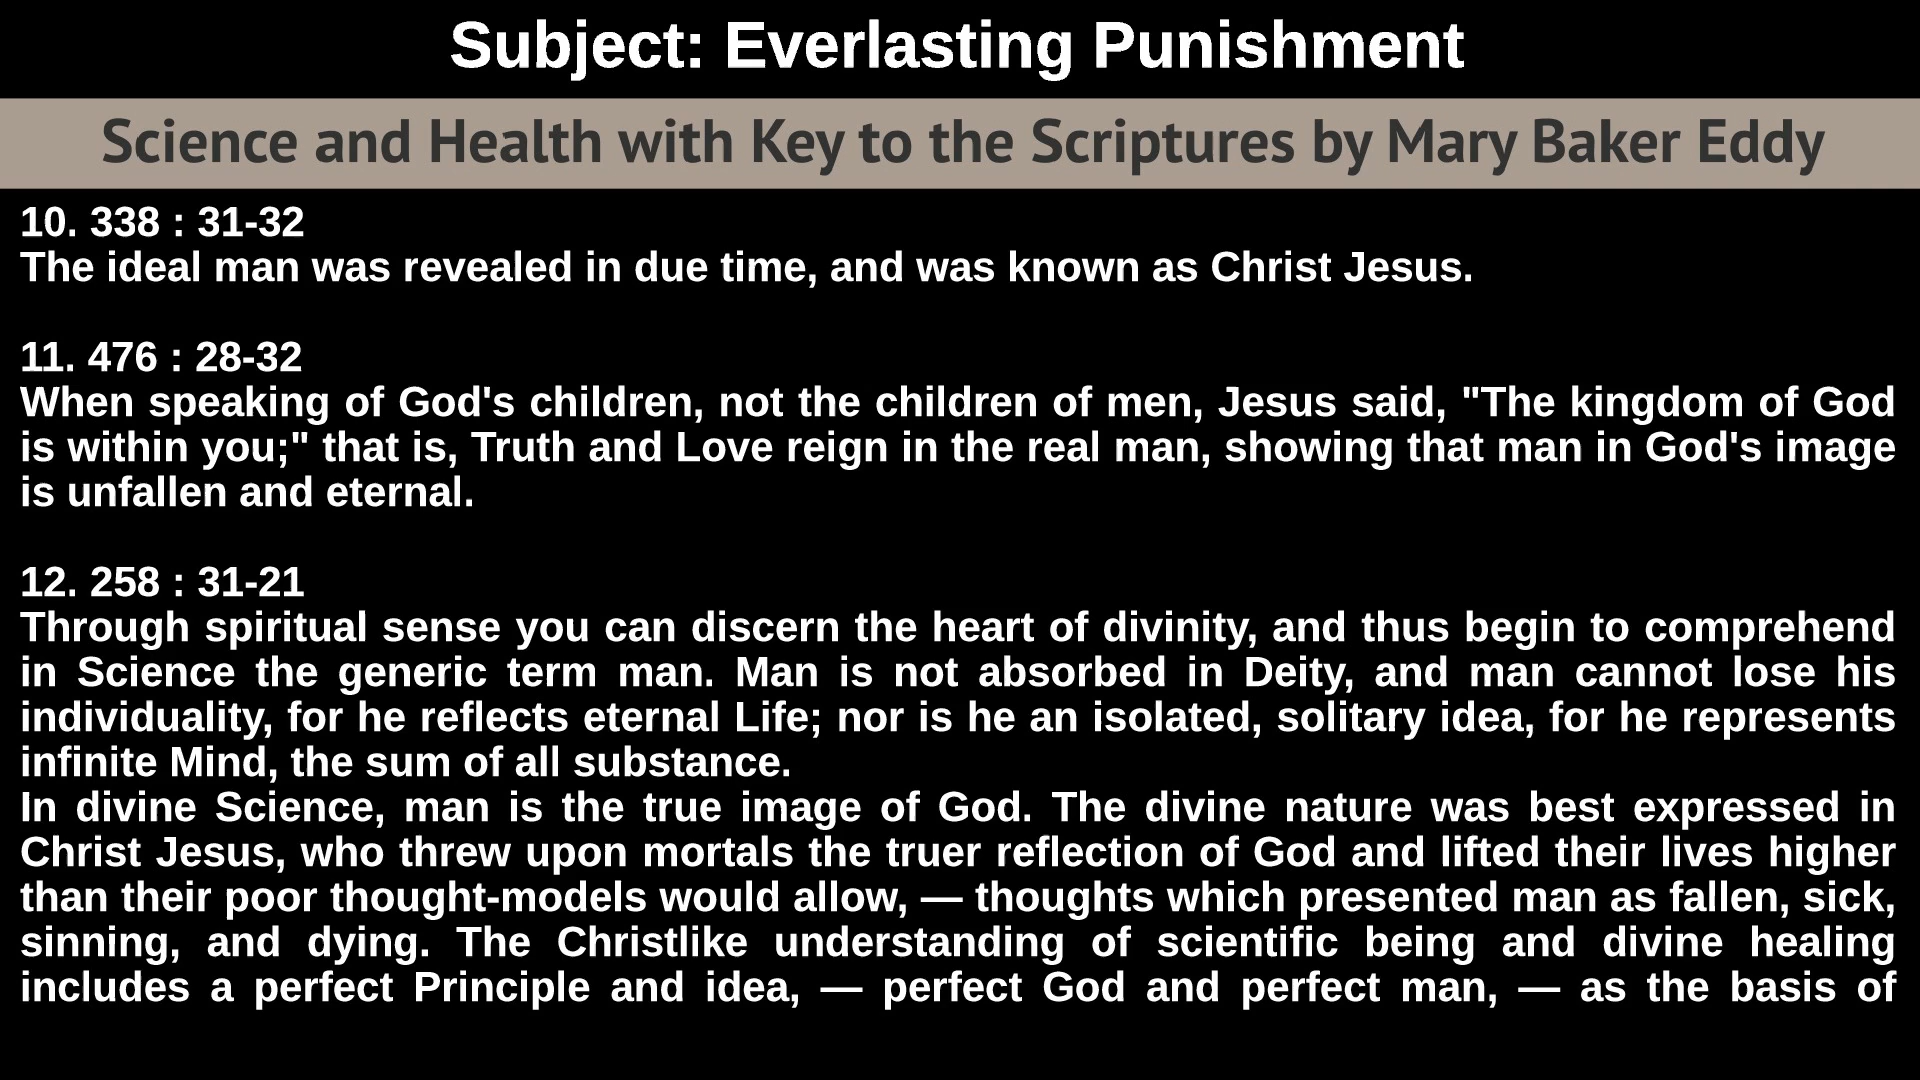 Subject: Everlasting Punishment
Science and Health with Key to the Scriptures by Mary Baker Eddy
10. 338 : 31-32
The ideal man was revealed in due time, and was known as Christ Jesus.
11. 476 : 28-32
When speaking of God's children, not the children of men, Jesus said, "The kingdom of God
is within you;" that is, Truth and Love reign in the real man, showing that man in God's image
is unfallen and eternal.
12. 258 : 31-21
Through spiritual sense you can discern the heart of divinity, and thus begin to comprehend
in Science the generic term man. Man is not absorbed in Deity, and man cannot lose his
individuality, for he reflects eternal Life; nor is he an isolated, solitary idea, for he represents
infinite Mind, the sum of all substance.
In divine Science, man is the true image of God. The divine nature was best expressed in
Christ Jesus, who threw upon mortals the truer reflection of God and lifted their lives higher
than their poor thought-models would allow, — thoughts which presented man as fallen, sick,
sinning, and dying. The Christlike understanding of scientific being and divine healing
includes a perfect Principle and idea, — perfect God and perfect man, — as the basis of